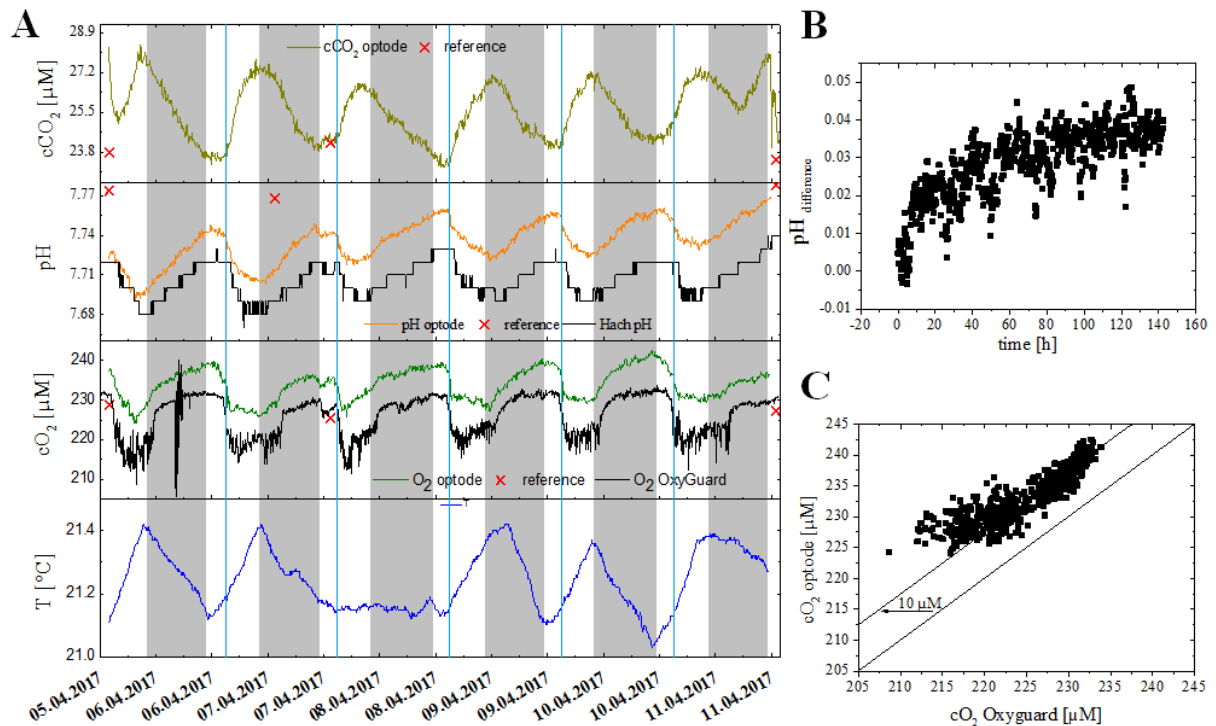 A
28.9
27.2
25.5
23.8
cCO2 [µM]
cCO2 optode
reference
7.77
7.74
7.71
7.68
pH
pH optode
reference
Hach pH
240
230
220
210
cO2 [µM]
O2 optode
reference
O2 OxyGuard
T
21.4
21.2
21.0
T [°C]
05.04.2017
06.04.2017
06.04.2017
07.04.2017
07.04.2017
08.04.2017
08.04.2017
09.04.2017
09.04.2017
10.04.2017
10.04.2017
11.04.2017
11.04.2017
B
0.05
0.04
0.03
0.02
0.01
0.00
-0.01
pH difference
-20
0
20
40
60
80
100
120
140
160
time [h]
C
245
240
235
230
225
220
215
210
205
cO2 optode [µM]
10 µM
205
215
225
235
245
cO2 Oxyguard [µM]